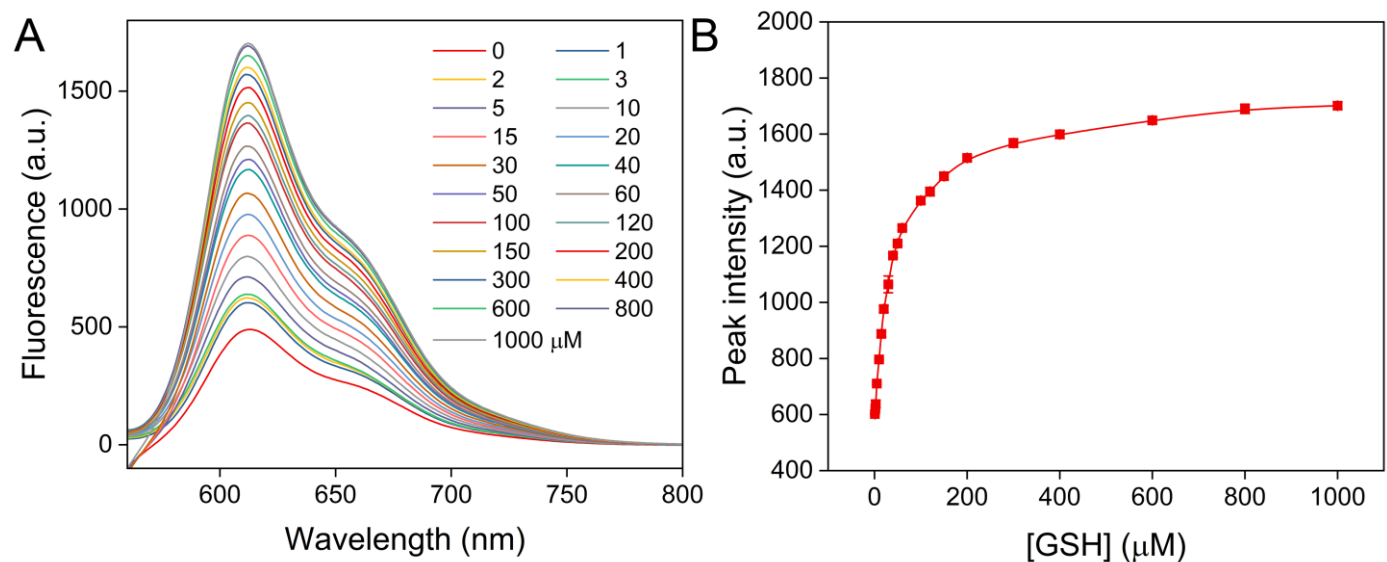 A
Fluorescence (a.u.)
1500
1000
500
0
600 650 700 750 800
Wavelength (nm)
0 1
2 3
5 10
15 20
30 40
50 60
100 120
150 200
300 400
600 800
1000 μM
B
Peak intensity (a.u.)
2000
1800
1600
1400
1200
1000
800
600
400
0 200 400 600 800 1000
[GSH] (μM)